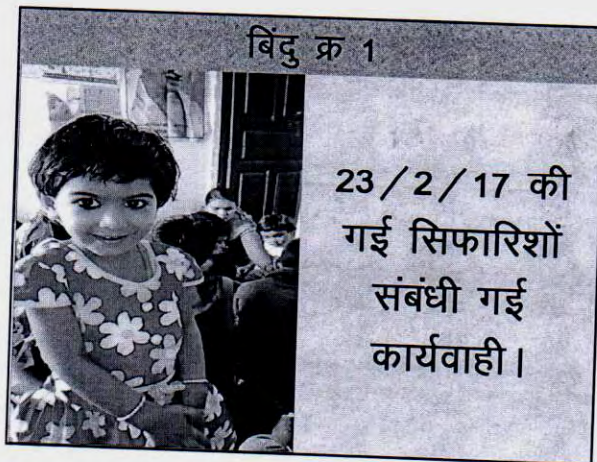 बिंदु क्र 1
23/2/17 की
गई सिफारिशों
संबंधी गई
कार्यवाही।